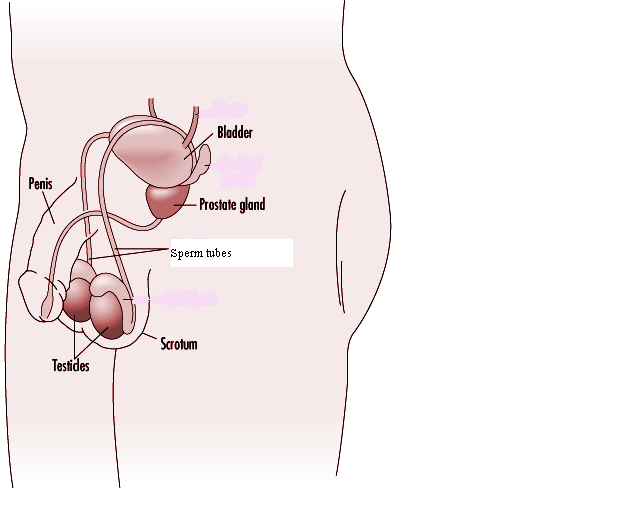 Bladder
Penis
Prostate gland
Sperm tubes
Scrotum
Testicles